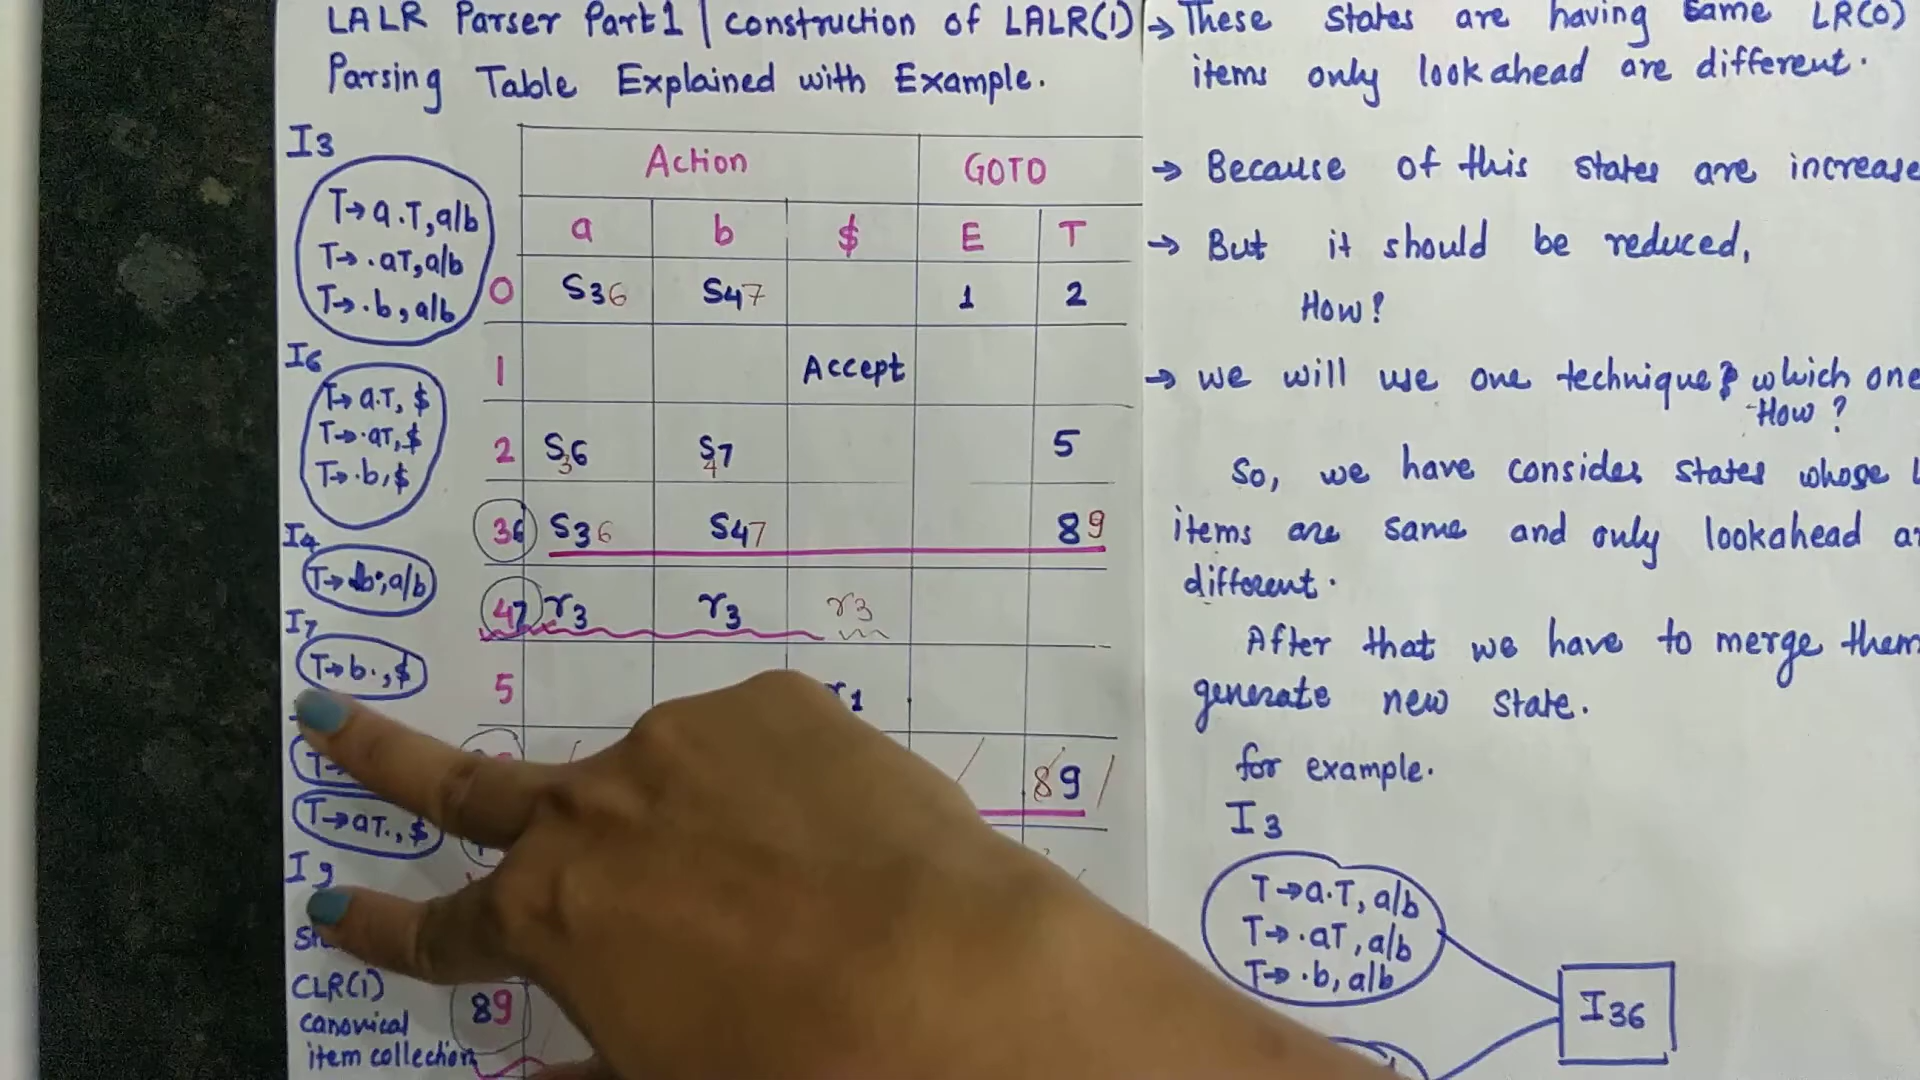 LALR Parser Part1 | construction of LALR(1)
Parsing Table Explained with Example.
I3
T→a.T,a/b
T→.aT,a/b
T→.b,a/b
I6
T→a.T,$
T→.aT,$
T→.b,$
I4
T→b.,a/b
I7
T→b.,$
T→aT.,$
I9
CLR(1)
canonical
item collection
Action GOTO
a b $ E T
0 S36 S47 1 2
1 Accept
2 S36 S47 5
36 S36 S47 89
47 r3 r3 r3
5 r1
89
89
→ These states are having same LR(0)
items only lookahead are different.
→ Because of this states are increase
→ But it should be reduced,
How?
→ we will use one technique? which one
How?
So, we have consider states whose
items are same and only lookahead
different.
After that we have to merge them
generate new state.
for example.
I3
T→a.T, a/b
T→.aT, a/b
T→.b, a/b
I36